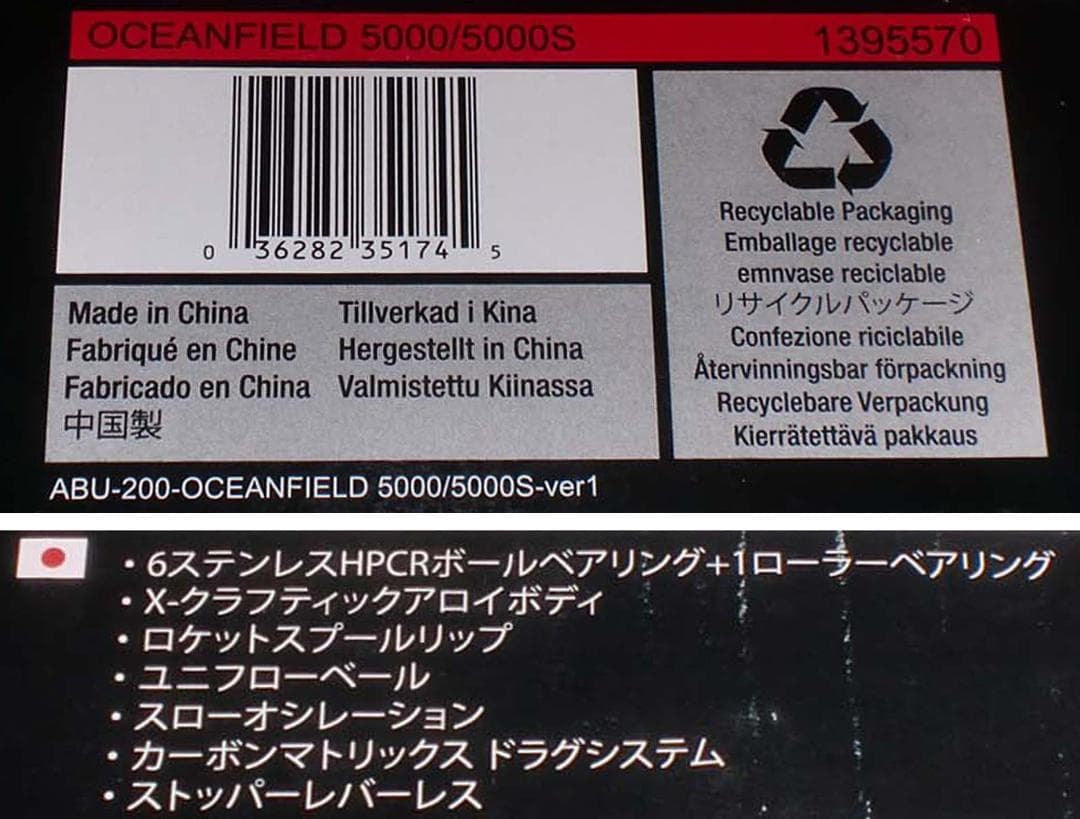 OCEANFIELD 5000/5000S 1395570
0 36282 35174 5
Made in China
Fabriqué en Chine
Fabricado en China
中国製
Tillverkad i Kina
Hergestellt in China
Valmistettu Kiinassa
Recyclable Packaging
Emballage recyclable
emnvase reciclable
リサイクルパッケージ
Confezione riciclabile
Återvinningsbar förpackning
Recyclebare Verpackung
Kierrätettävä pakkaus
ABU-200-OCEANFIELD 5000/5000S-ver1
・6ステンレスHPCRボールベアリング+1ローラーベアリング
・X-クラフティックアロイボディ
・ロケットスプールリップ
・ユニフローベール
・スローオシレーション
・カーボンマトリックス ドラグシステム
・ストッパーレバーレス